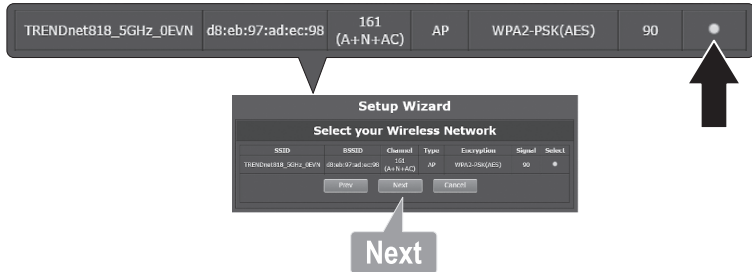 TRENDnet818_5GHz_0EVN d8:eb:97:ad:ec:98 161 (A+N+AC) AP WPA2-PSK(AES) 90
Setup Wizard
Select your Wireless Network
SSID BSSID Channel Type Encryption Signal Select
TRENDnet818_5GHz_0EVN d8:eb:97:ad:ec:98 161 (A+N+AC) AP WPA2-PSK(AES) 90
Prev Next Cancel
Next